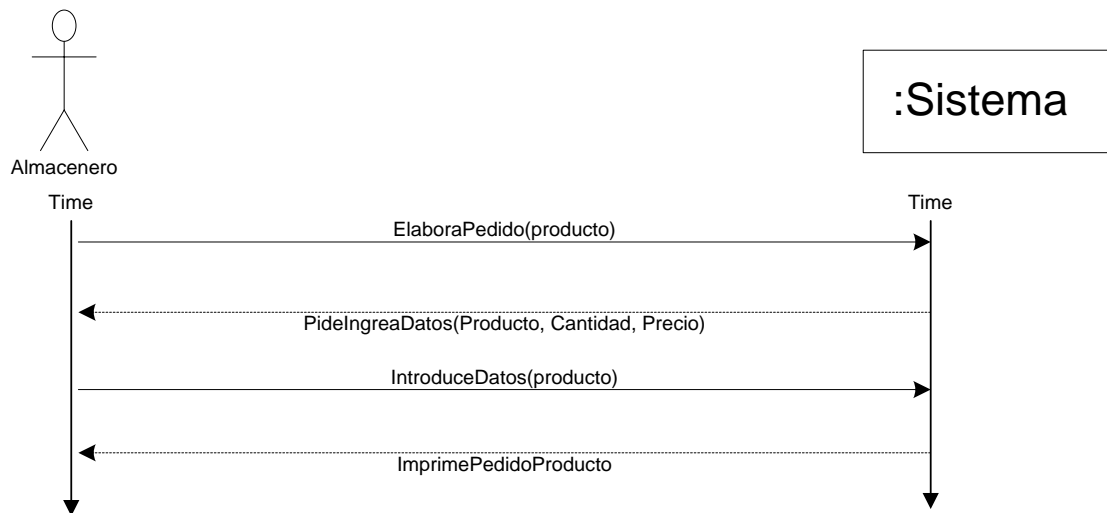 :Sistema
Almacenero
Time
Time
ElaboraPedido(producto)
PideIngreaDatos(Producto, Cantidad, Precio)
IntroduceDatos(producto)
ImprimePedidoProducto